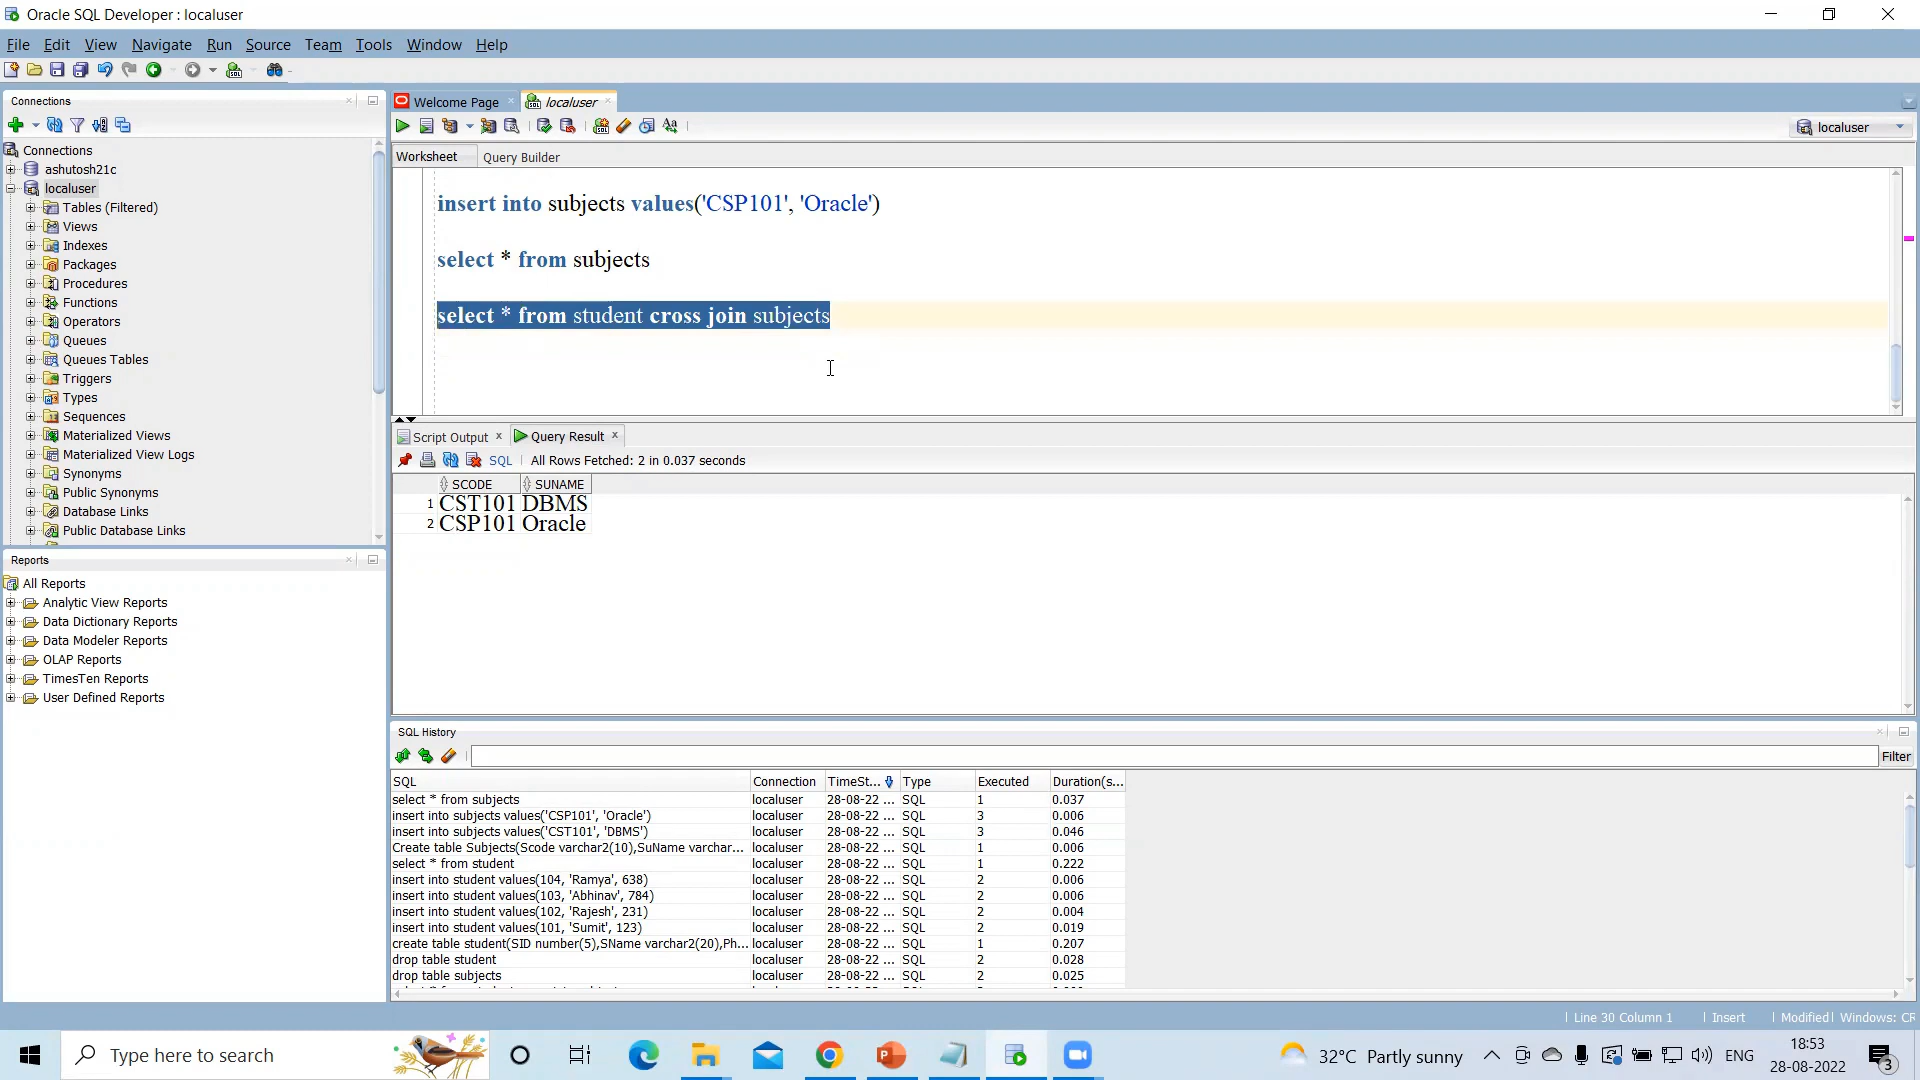 Oracle SQL Developer : localuser
File Edit View Navigate Run Source Team Tools Window Help
Connections
Connections
ashutosh21c
localuser
Tables (Filtered)
Views
Indexes
Packages
Procedures
Functions
Operators
Queues
Queues Tables
Triggers
Types
Sequences
Materialized Views
Materialized View Logs
Synonyms
Public Synonyms
Database Links
Public Database Links
Reports
All Reports
Analytic View Reports
Data Dictionary Reports
Data Modeler Reports
OLAP Reports
TimesTen Reports
User Defined Reports
Welcome Page localuser
localuser
Worksheet Query Builder
insert into subjects values('CSP101', 'Oracle')
select * from subjects
select * from student cross join subjects
Script Output Query Result
SQL All Rows Fetched: 2 in 0.037 seconds
SCODE SUNAME
1 CST101 DBMS
2 CSP101 Oracle
SQL History
Filter
SQL Connection TimeSt... Type Executed Duration(s...
select * from subjects localuser 28-08-22 ... SQL 1 0.037
insert into subjects values('CSP101', 'Oracle') localuser 28-08-22 ... SQL 3 0.006
insert into subjects values('CST101', 'DBMS') localuser 28-08-22 ... SQL 3 0.046
Create table Subjects(Scode varchar2(10),SuName varchar... localuser 28-08-22 ... SQL 1 0.006
select * from student localuser 28-08-22 ... SQL 1 0.222
insert into student values(104, 'Ramya', 638) localuser 28-08-22 ... SQL 2 0.006
insert into student values(103, 'Abhinav', 784) localuser 28-08-22 ... SQL 2 0.006
insert into student values(102, 'Rajesh', 231) localuser 28-08-22 ... SQL 2 0.004
insert into student values(101, 'Sumit', 123) localuser 28-08-22 ... SQL 2 0.019
create table student(SID number(5),SName varchar2(20),Ph... localuser 28-08-22 ... SQL 1 0.207
drop table student localuser 28-08-22 ... SQL 2 0.028
drop table subjects localuser 28-08-22 ... SQL 2 0.025
Line 30 Column 1 Insert Modified Windows: CR
Type here to search
32°C Partly sunny
ENG
18:53
28-08-2022
3